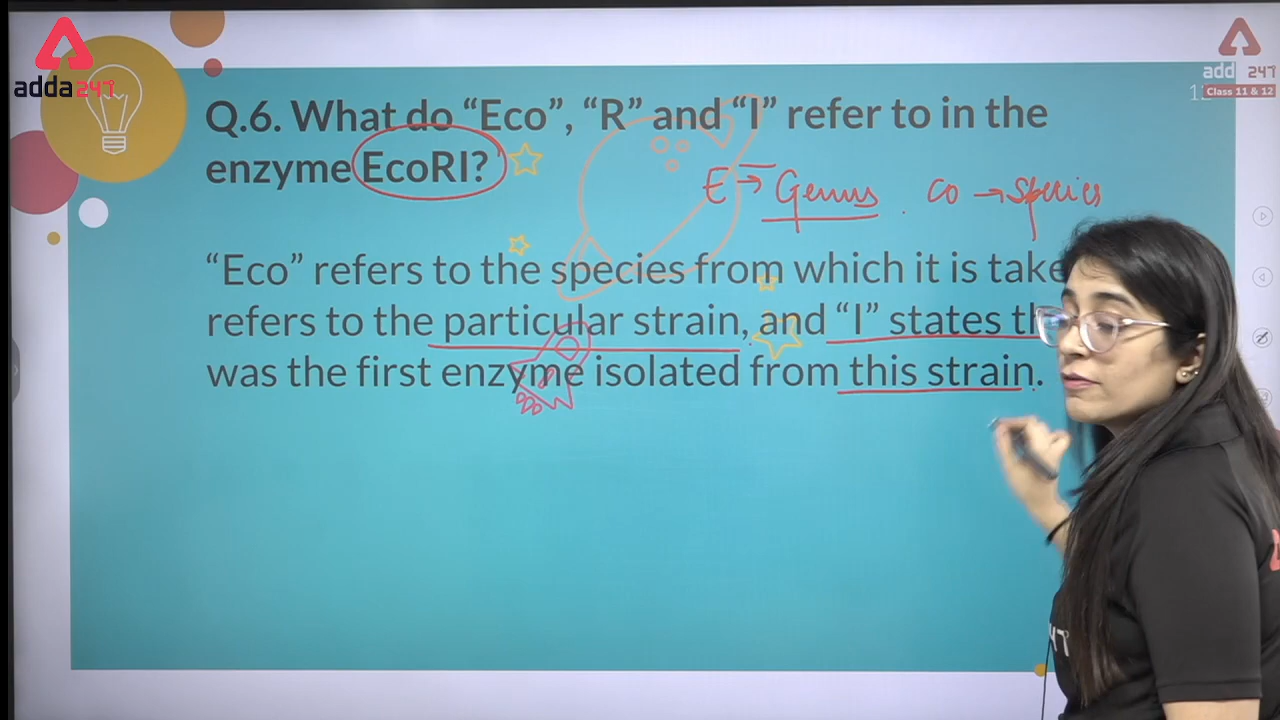 adda247
add 247
Class 11 & 12
Q.6. What do “Eco”, “R” and “I” refer to in the
enzyme EcoRI?
E → Genus . co → Species
“Eco” refers to the species from which it is take
refers to the particular strain, and “I” states th
was the first enzyme isolated from this strain.